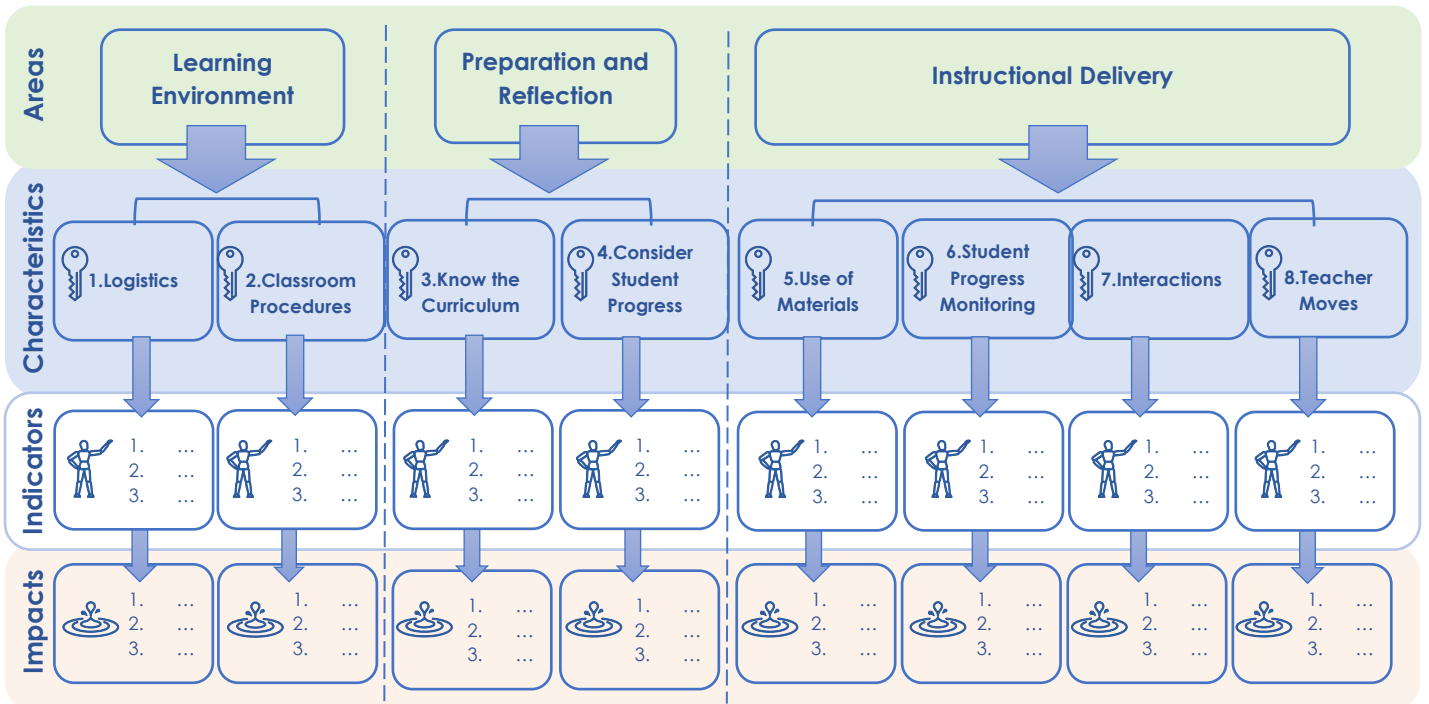 Areas
Learning
Environment
Preparation and
Reflection
Instructional Delivery
Characteristics
1.Logistics
2.Classroom
Procedures
3.Know the
Curriculum
4.Consider
Student
Progress
5.Use of
Materials
6.Student
Progress
Monitoring
7.Interactions
8.Teacher
Moves
Indicators
1. ...
2. ...
3. ...
1. ...
2. ...
3. ...
1. ...
2. ...
3. ...
1. ...
2. ...
3. ...
1. ...
2. ...
3. ...
1. ...
2. ...
3. ...
1. ...
2. ...
3. ...
1. ...
2. ...
3. ...
Impacts
1. ...
2. ...
3. ...
1. ...
2. ...
3. ...
1. ...
2. ...
3. ...
1. ...
2. ...
3. ...
1. ...
2. ...
3. ...
1. ...
2. ...
3. ...
1. ...
2. ...
3. ...
1. ...
2. ...
3. ...